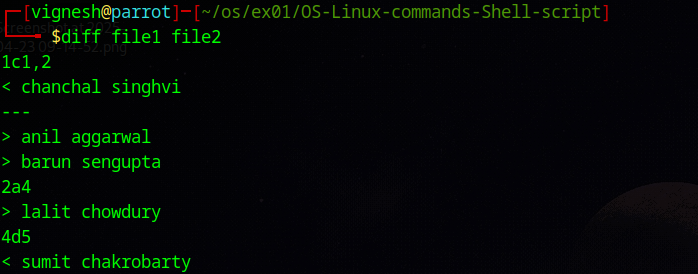 ┌─[vignesh@parrot]─[~/os/ex01/OS-Linux-commands-Shell-script]
└──╼ $diff file1 file2
1c1,2
< chanchal singhvi
---
> anil aggarwal
> barun sengupta
2a4
> lalit chowdury
4d5
< sumit chakrobarty